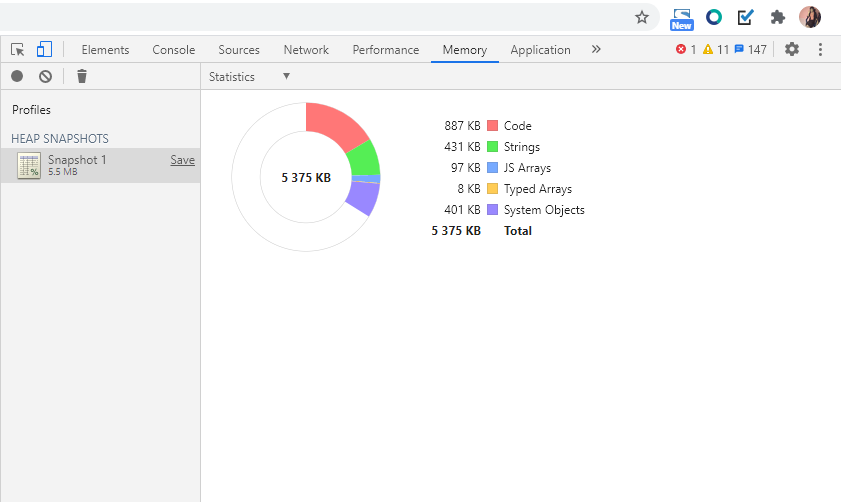 New
Elements Console Sources Network Performance Memory Application » 1 11 147
Statistics ▼
Profiles
HEAP SNAPSHOTS
Snapshot 1 Save
5.5 MB
%
5 375 KB
887 KB Code
431 KB Strings
97 KB JS Arrays
8 KB Typed Arrays
401 KB System Objects
5 375 KB Total